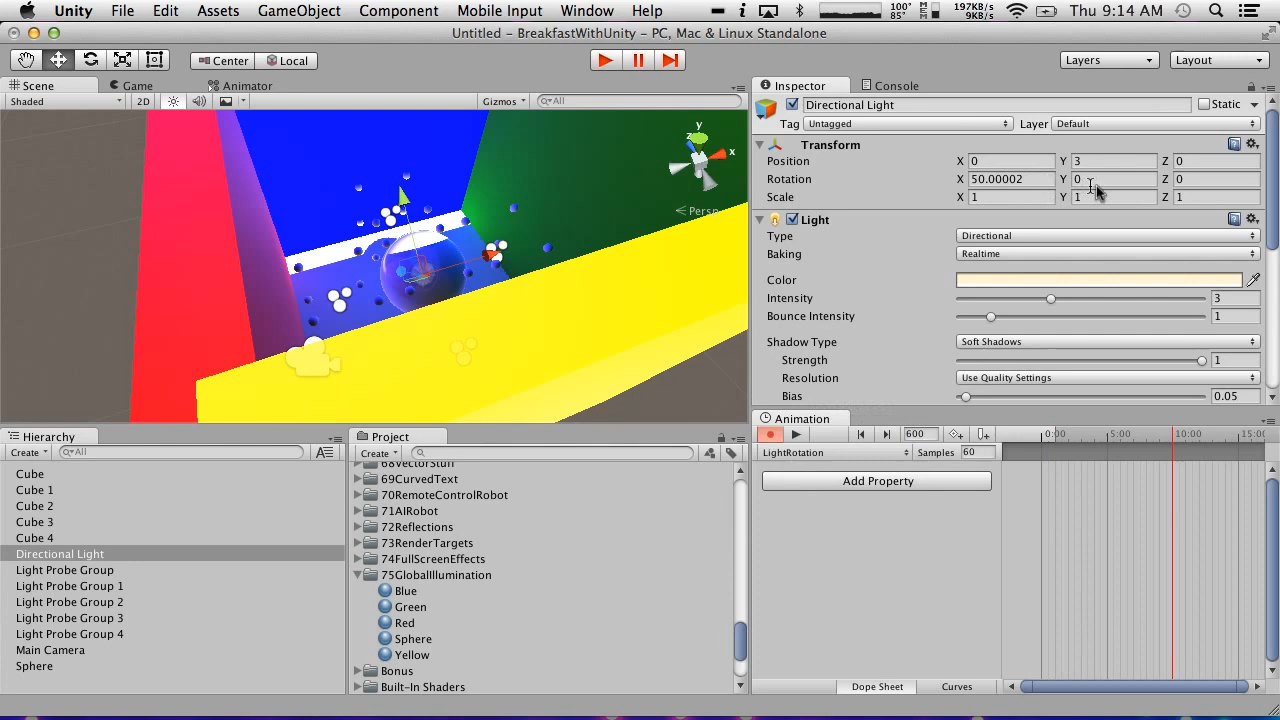 Unity File Edit Assets GameObject Component Mobile Input Window Help 100° 85° 197KB/s 9KB/s Thu 9:14 AM
Untitled - BreakfastWithUnity - PC, Mac & Linux Standalone
Center Local Layers Layout
Scene Game Animator
Shaded 2D Gizmos All
y
z
x
Persp
Inspector Console
Directional Light Static
Tag Untagged Layer Default
Transform
Position X 0 Y 3 Z 0
Rotation X 50.00002 Y 0 Z 0
Scale X 1 Y 1 Z 1
Light
Type Directional
Baking Realtime
Color
Intensity 3
Bounce Intensity 1
Shadow Type Soft Shadows
Strength 1
Resolution Use Quality Settings
Bias 0.05
Hierarchy
Create All
Cube
Cube 1
Cube 2
Cube 3
Cube 4
Directional Light
Light Probe Group
Light Probe Group 1
Light Probe Group 2
Light Probe Group 3
Light Probe Group 4
Main Camera
Sphere
Project
Create
68VectorStuff
69CurvedText
70RemoteControlRobot
71AIRobot
72Reflections
73RenderTargets
74FullScreenEffects
75GlobalIllumination
Blue
Green
Red
Sphere
Yellow
Bonus
Built-In Shaders
Animation
600 0:00 5:00 10:00 15:00
LightRotation Samples 60
Add Property
Dope Sheet Curves